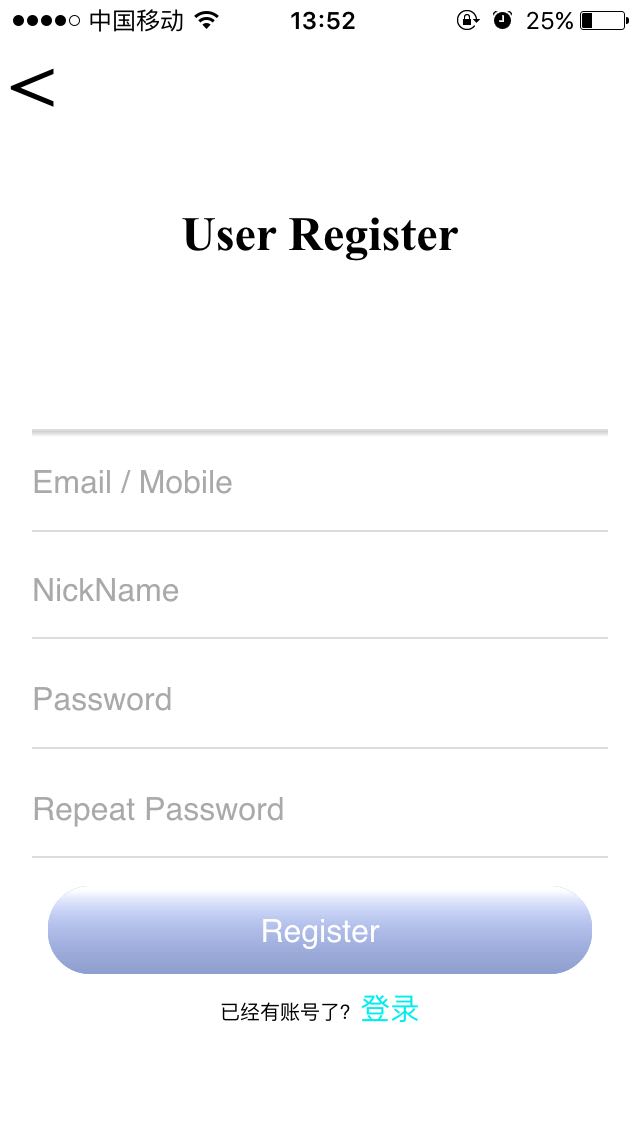 中国移动 13:52 25%
<
User Register
Email / Mobile
NickName
Password
Repeat Password
Register
已经有账号了? 登录